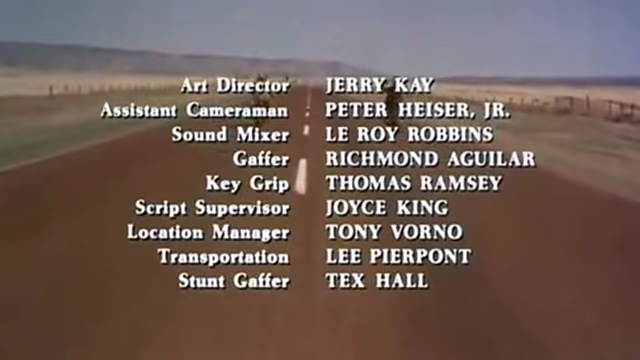 Art Director JERRY KAY
Assistant Cameraman PETER HEISER, JR.
Sound Mixer LE ROY ROBBINS
Gaffer RICHMOND AGUILAR
Key Grip THOMAS RAMSEY
Script Supervisor JOYCE KING
Location Manager TONY VORNO
Transportation LEE PIERPONT
Stunt Gaffer TEX HALL